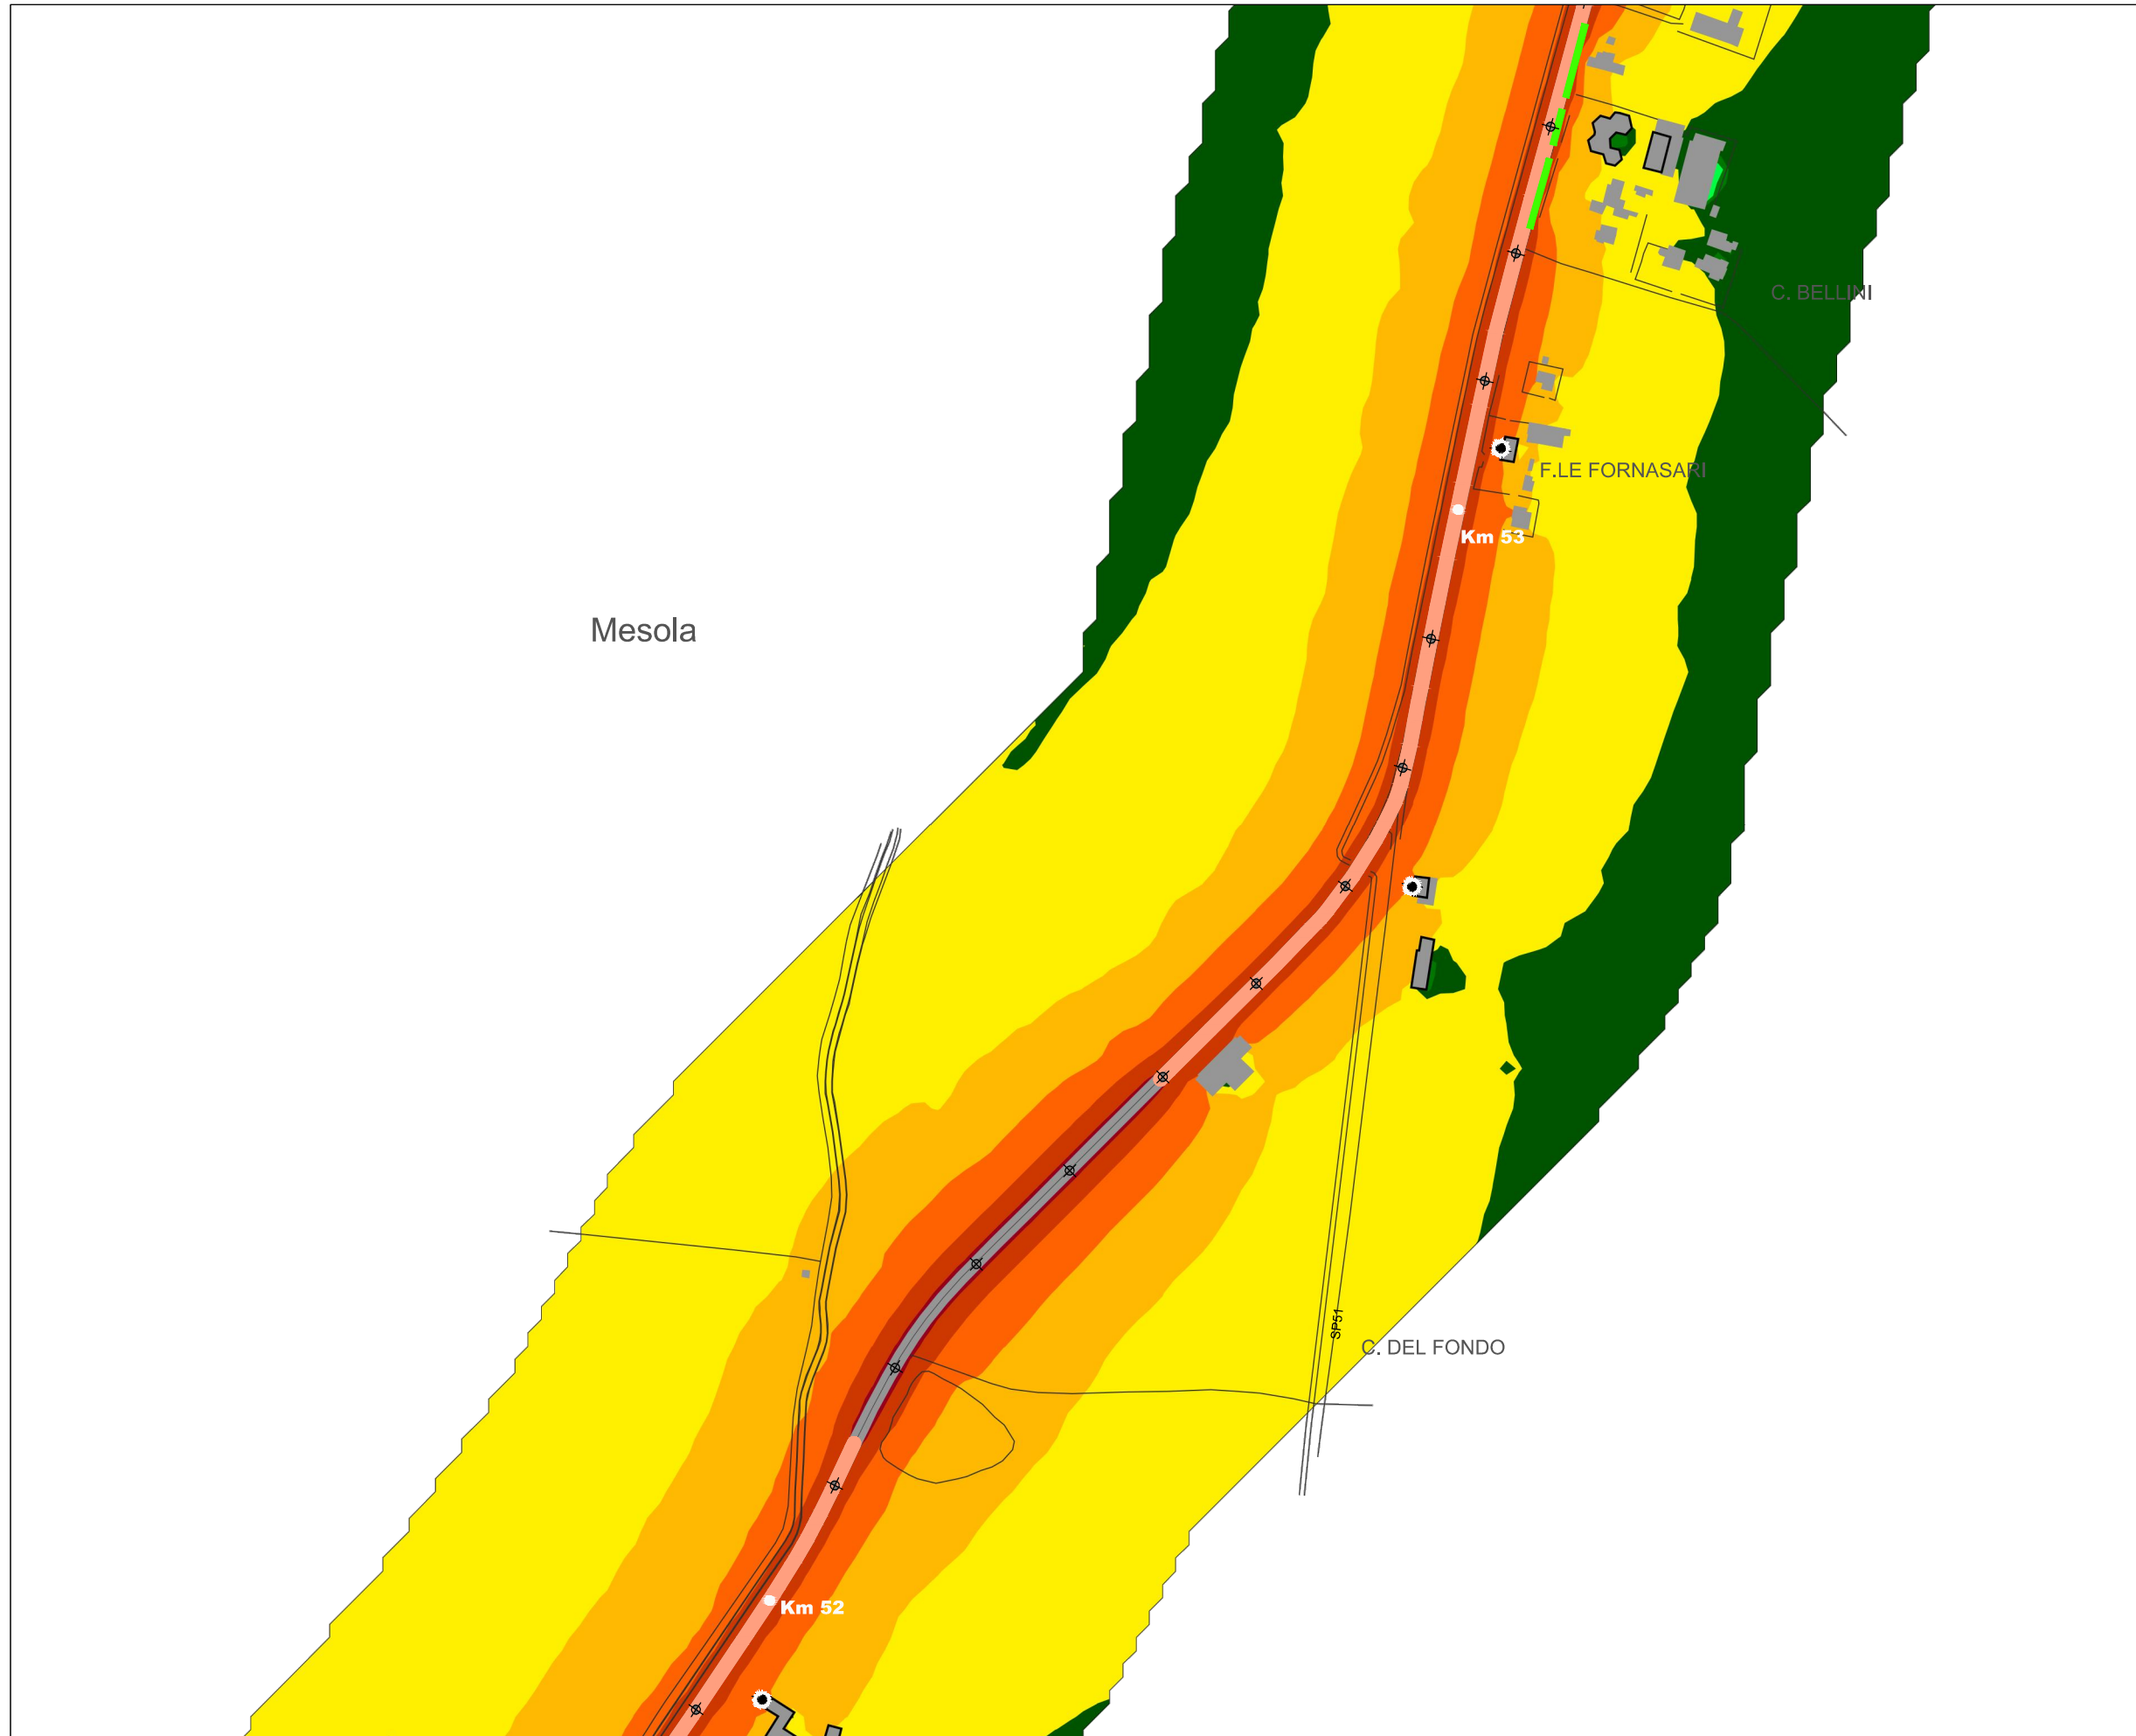 C. BELLINI
F.LE FORNASARI
Km 53
Mesola
SP51
C. DEL FONDO
Km 52